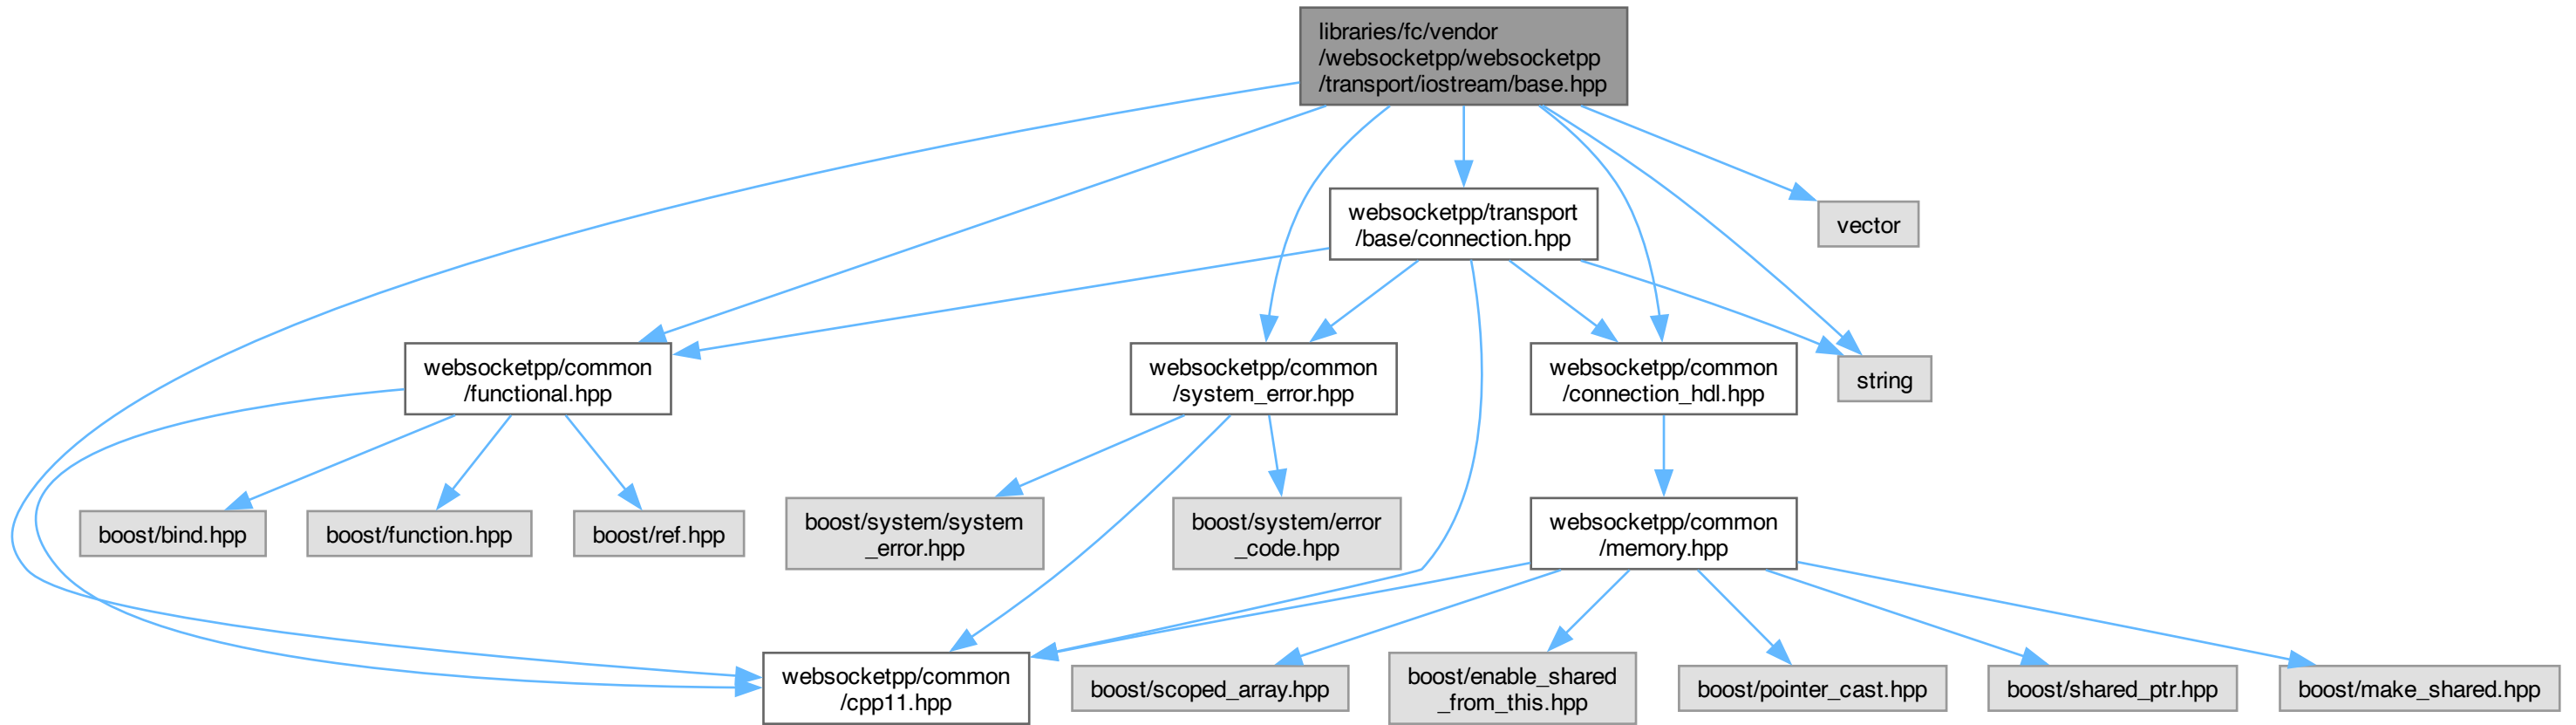 libraries/fc/vendor
/websocketpp/websocketpp
/transport/iostream/base.hpp
websocketpp/transport
/base/connection.hpp
vector
websocketpp/common
/functional.hpp
websocketpp/common
/system_error.hpp
websocketpp/common
/connection_hdl.hpp
string
boost/bind.hpp
boost/function.hpp
boost/ref.hpp
boost/system/system
_error.hpp
boost/system/error
_code.hpp
websocketpp/common
/memory.hpp
websocketpp/common
/cpp11.hpp
boost/scoped_array.hpp
boost/enable_shared
_from_this.hpp
boost/pointer_cast.hpp
boost/shared_ptr.hpp
boost/make_shared.hpp